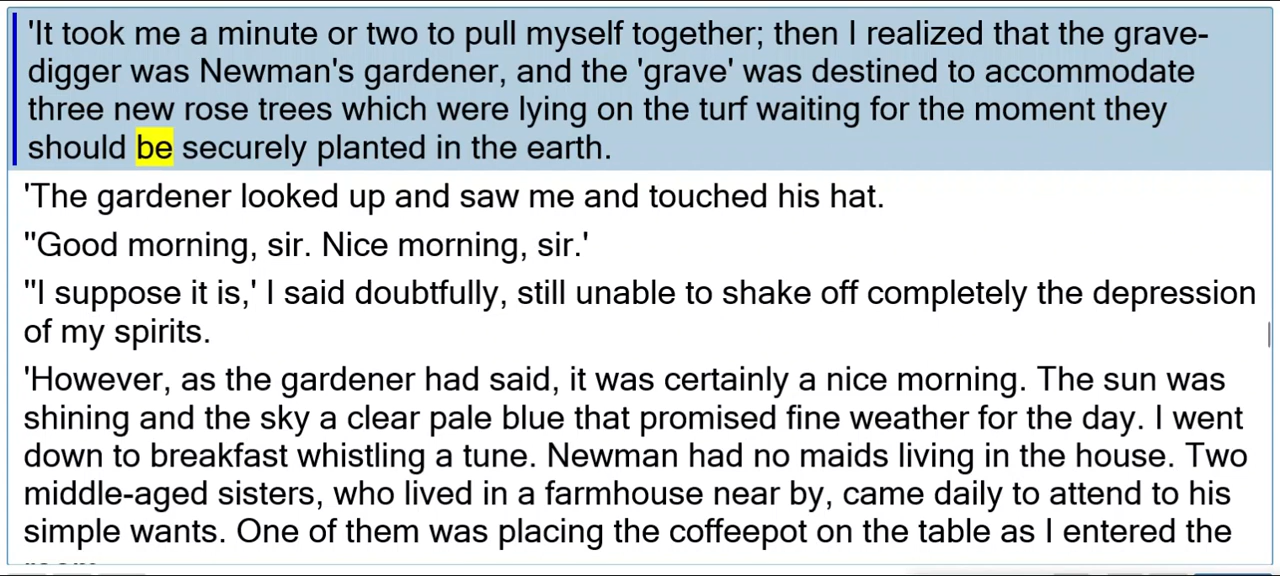 'It took me a minute or two to pull myself together; then I realized that the grave-
digger was Newman's gardener, and the 'grave' was destined to accommodate
three new rose trees which were lying on the turf waiting for the moment they
should be securely planted in the earth.
'The gardener looked up and saw me and touched his hat.
"Good morning, sir. Nice morning, sir.'
"I suppose it is,' I said doubtfully, still unable to shake off completely the depression
of my spirits.
'However, as the gardener had said, it was certainly a nice morning. The sun was
shining and the sky a clear pale blue that promised fine weather for the day. I went
down to breakfast whistling a tune. Newman had no maids living in the house. Two
middle-aged sisters, who lived in a farmhouse near by, came daily to attend to his
simple wants. One of them was placing the coffeepot on the table as I entered the